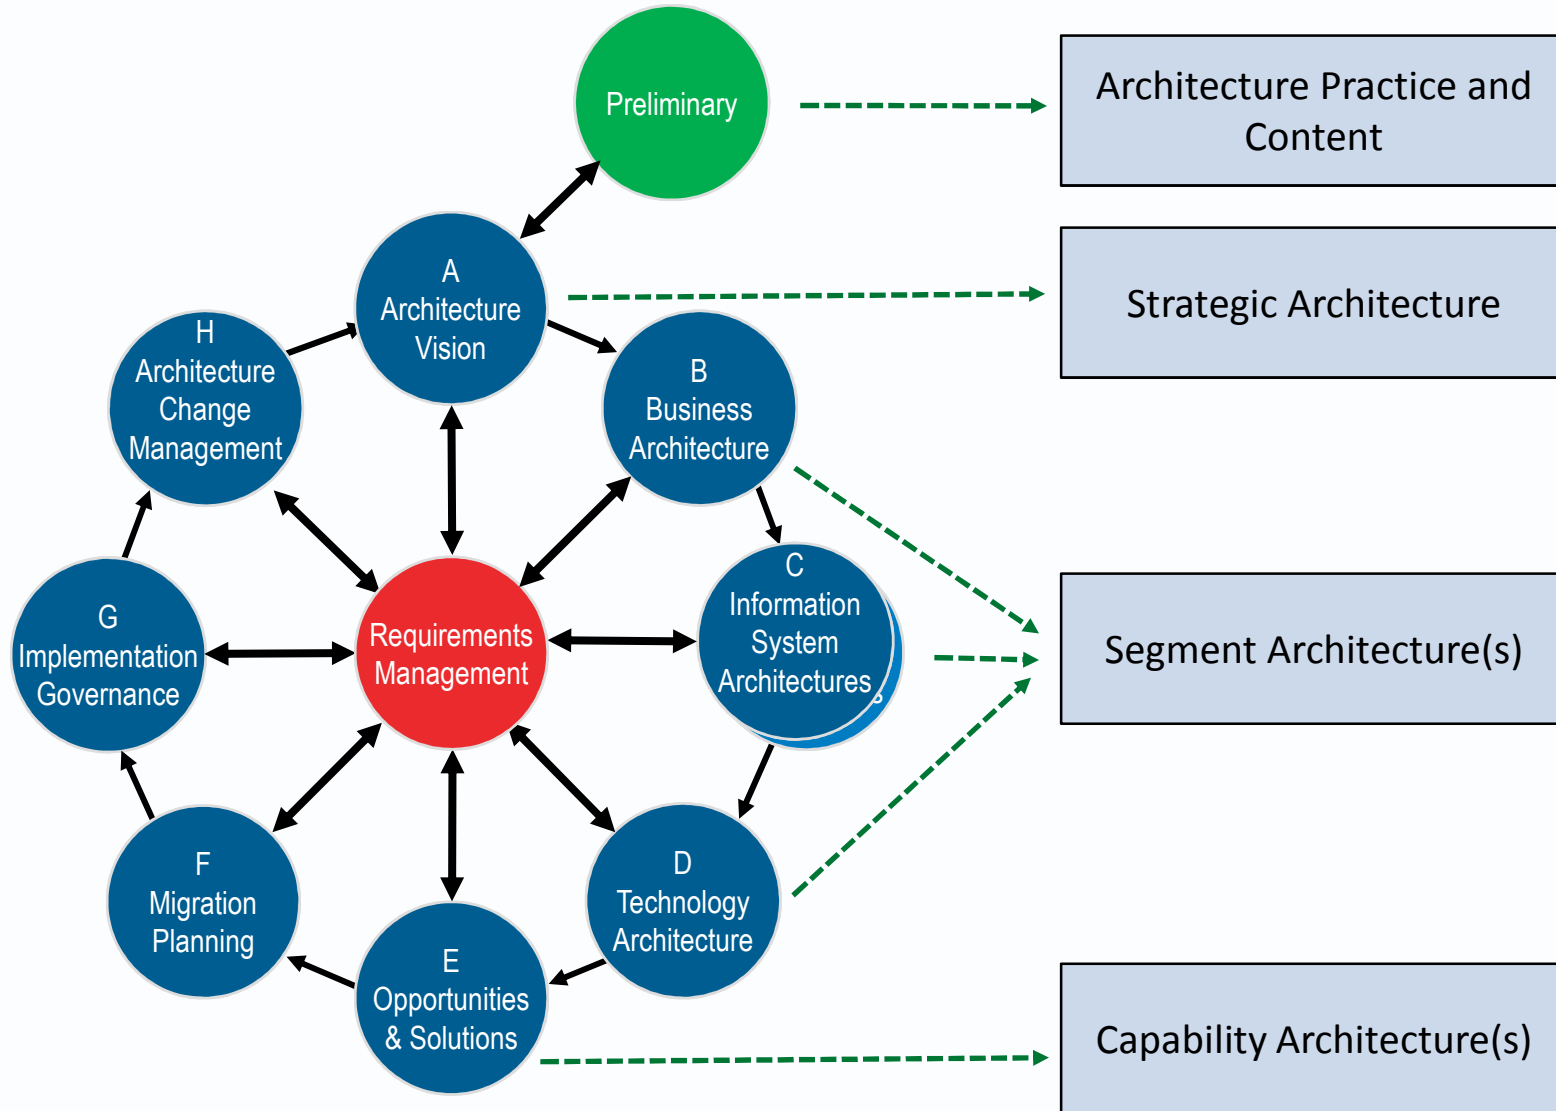 Preliminary
Architecture Practice and
Content
A
Architecture
Vision
Strategic Architecture
H
Architecture
Change
Management
B
Business
Architecture
C
Information
System
Architectures
s
G
Implementation
Governance
Requirements
Management
Segment Architecture(s)
F
Migration
Planning
D
Technology
Architecture
E
Opportunities
& Solutions
Capability Architecture(s)